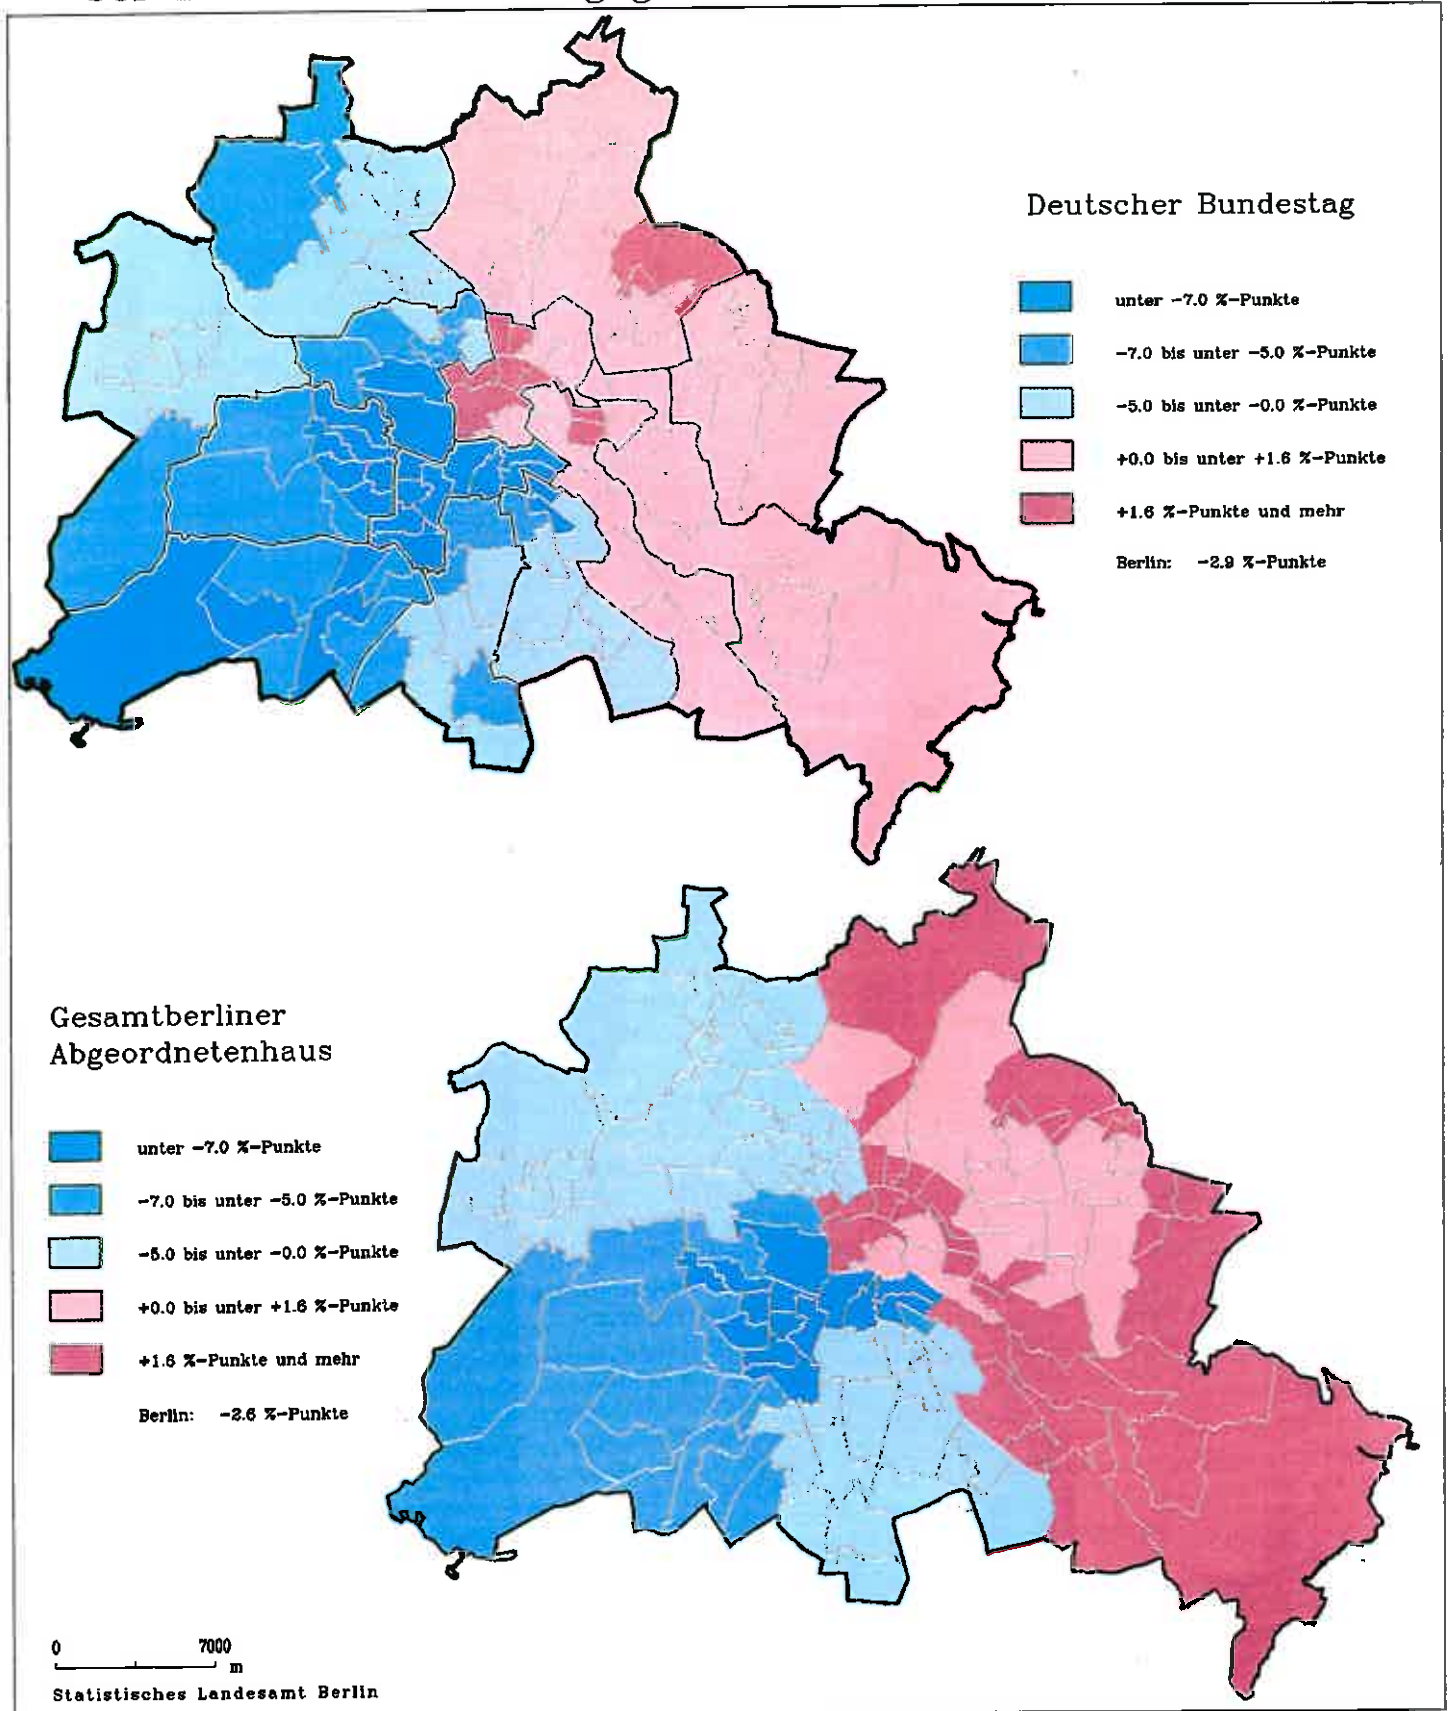 Deutscher Bundestag
unter -7.0 %-Punkte
-7.0 bis unter -5.0 %-Punkte
-5.0 bis unter -0.0 %-Punkte
+0.0 bis unter +1.6 %-Punkte
+1.6 %-Punkte und mehr
Berlin: -2.9 %-Punkte
Gesamtberliner
Abgeordnetenhaus
unter -7.0 %-Punkte
-7.0 bis unter -5.0 %-Punkte
-5.0 bis unter -0.0 %-Punkte
+0.0 bis unter +1.6 %-Punkte
+1.6 %-Punkte und mehr
Berlin: -2.6 %-Punkte
0 7000
m
Statistisches Landesamt Berlin